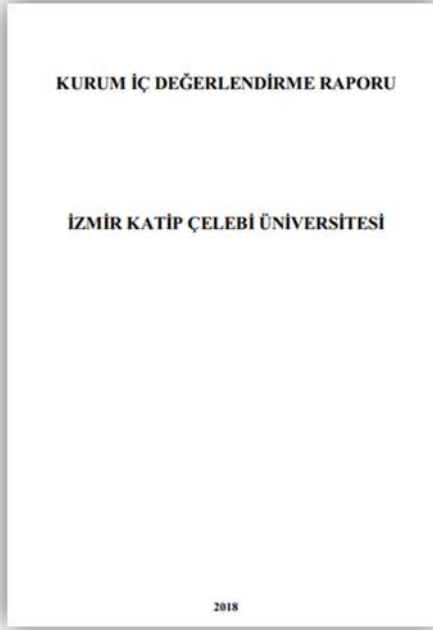 KURUM İÇ DEĞERLENDİRME RAPORU
İZMİR KATİP ÇELEBİ ÜNİVERSİTESİ
2018